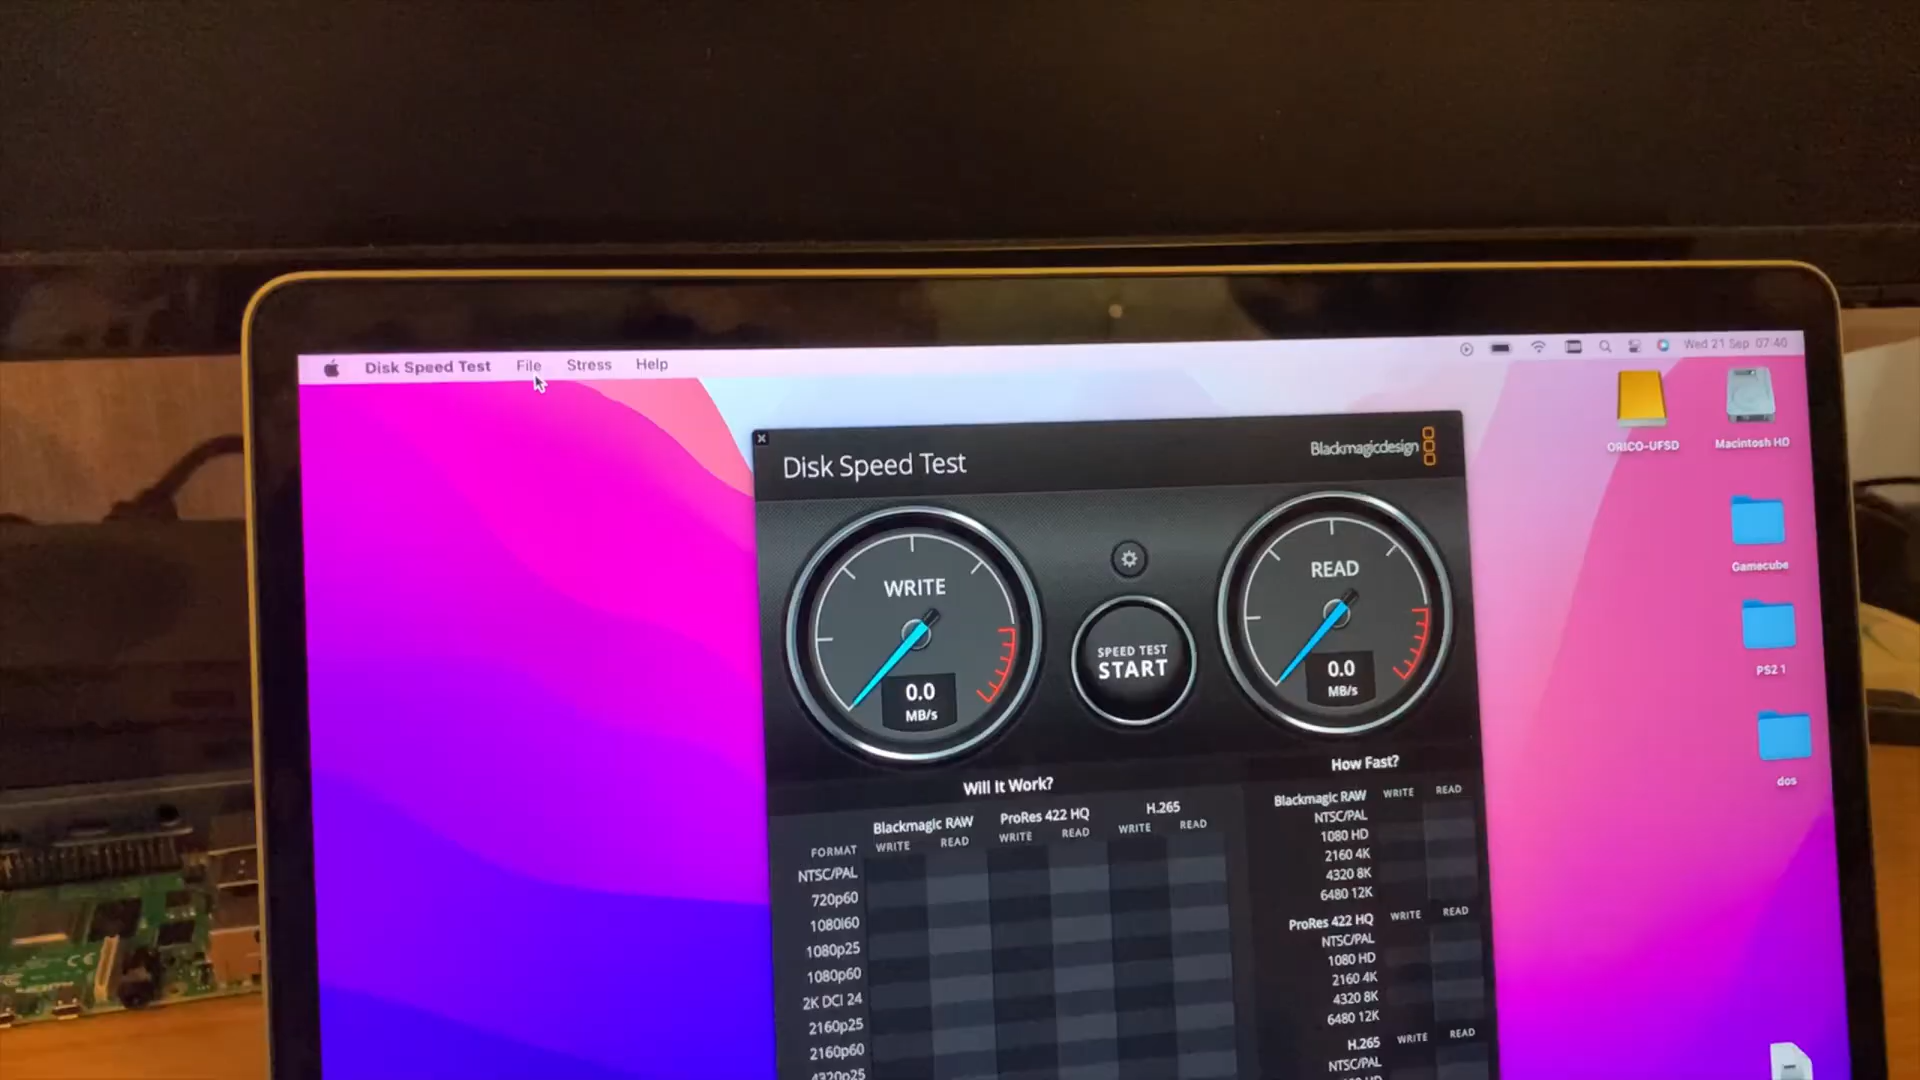 Disk Speed Test File Stress Help
Wed 21 Sep 07:40
ORICO-UFSD
Macintosh HD
Gamecube
PS2 1
dos
Disk Speed Test
Blackmagicdesign
WRITE
0.0
MB/s
SPEED TEST
START
READ
0.0
MB/s
Will It Work?
Blackmagic RAW ProRes 422 HQ H.265
FORMAT WRITE READ WRITE READ WRITE READ
NTSC/PAL
720p60
1080i60
1080p25
1080p60
2K DCI 24
2160p25
2160p60
4320p25
How Fast?
Blackmagic RAW WRITE READ
NTSC/PAL
1080 HD
2160 4K
4320 8K
6480 12K
ProRes 422 HQ WRITE READ
NTSC/PAL
1080 HD
2160 4K
4320 8K
6480 12K
H.265 WRITE READ
NTSC/PAL